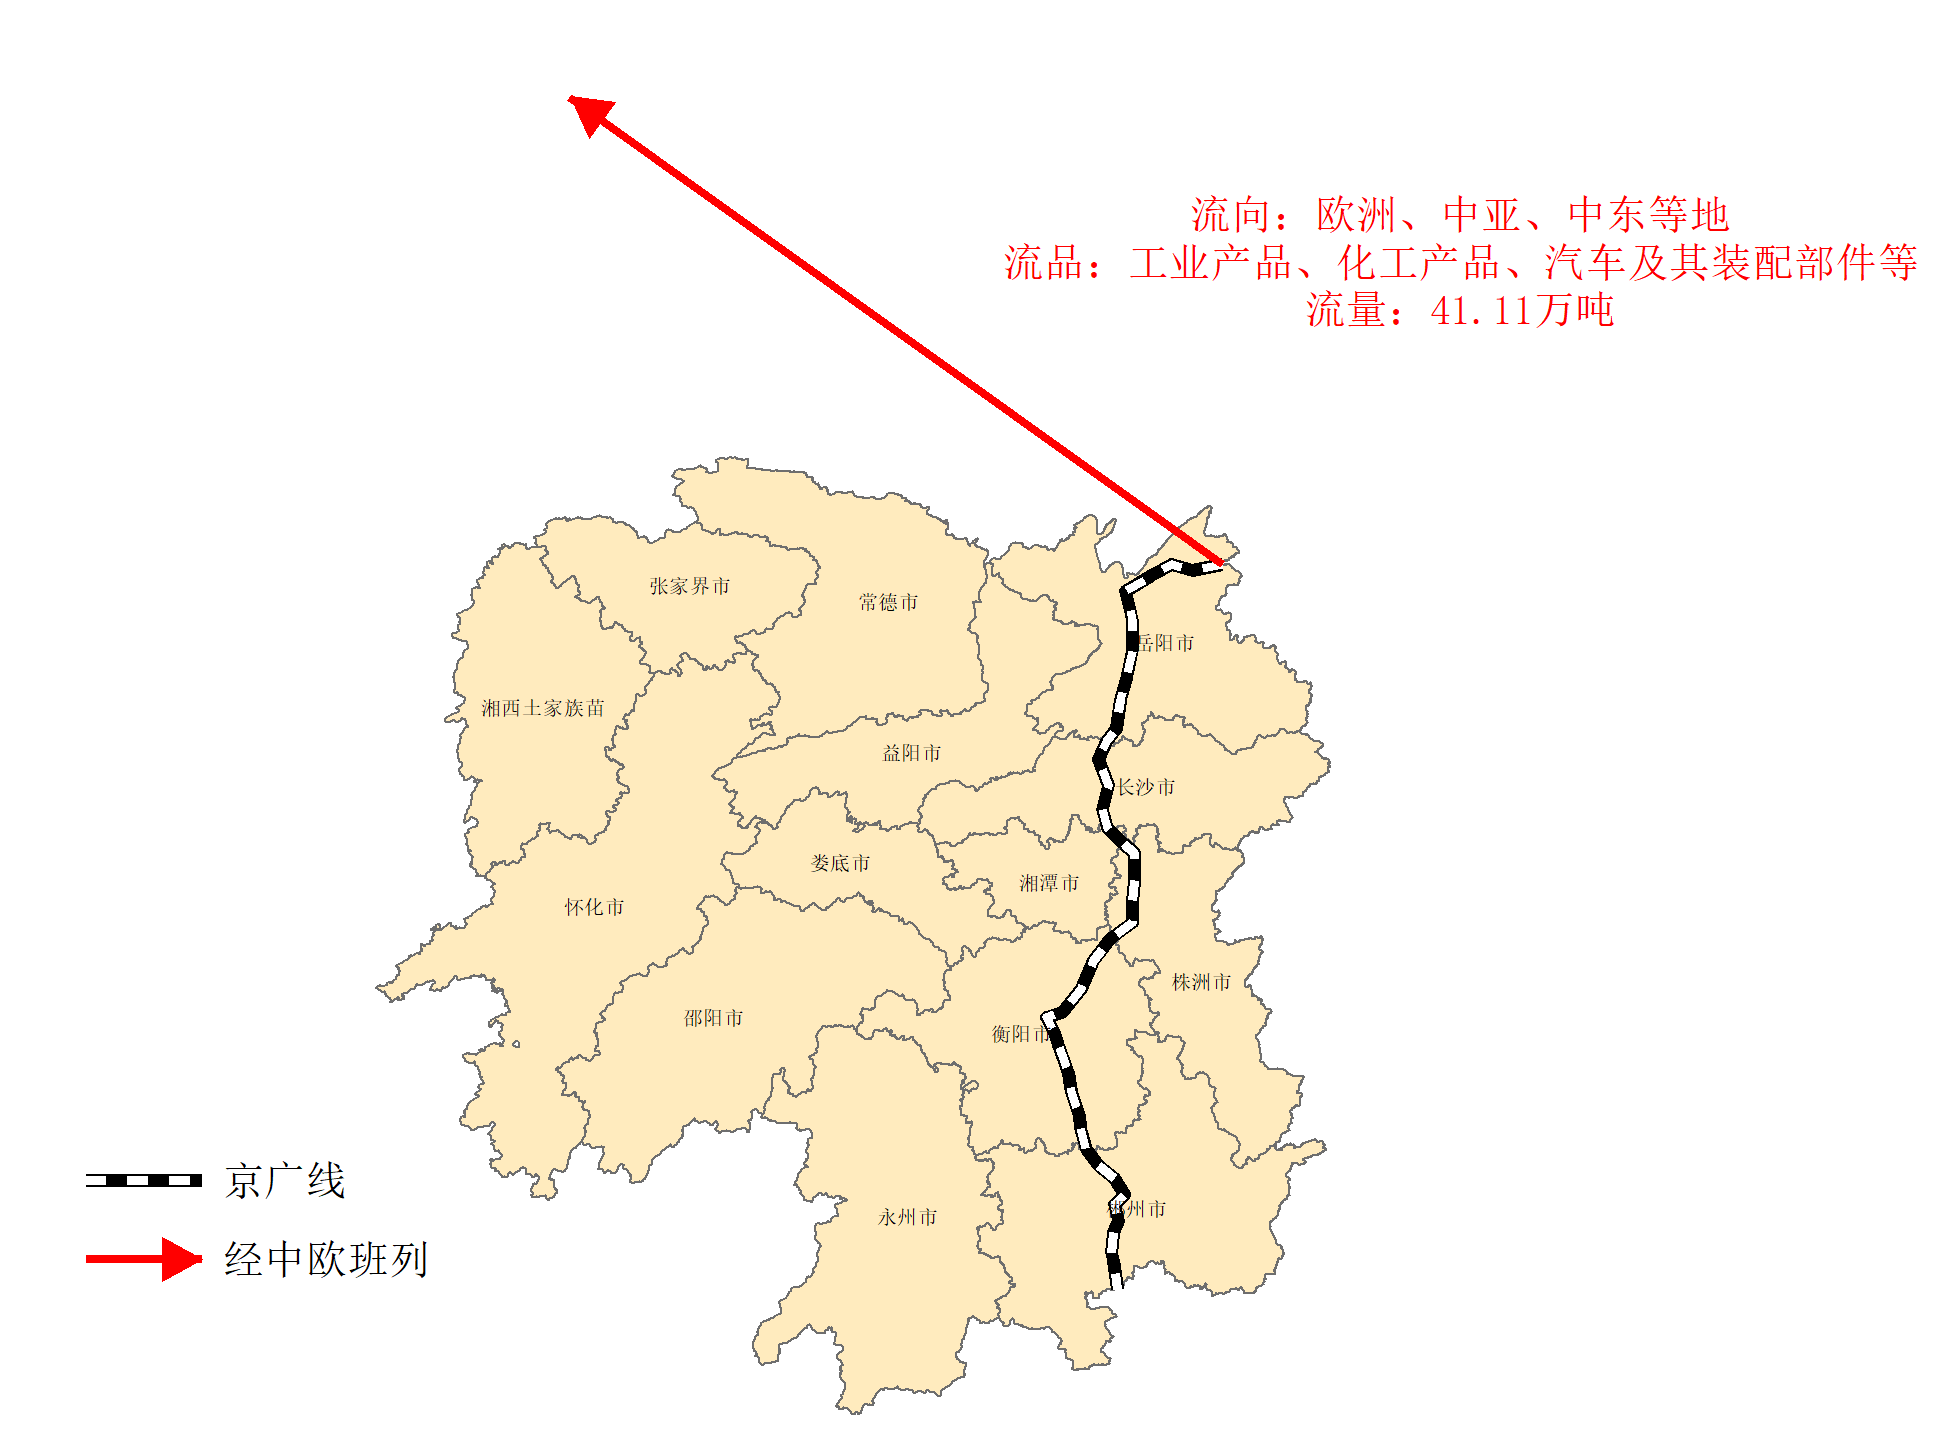 流向：欧洲、中亚、中东等地
流品：工业产品、化工产品、汽车及其装配部件等
流量：41.11万吨
张家界市
常德市
岳阳市
湘西土家族苗
益阳市
长沙市
娄底市
湘潭市
怀化市
株洲市
邵阳市
衡阳市
郴州市
永州市
京广线
经中欧班列